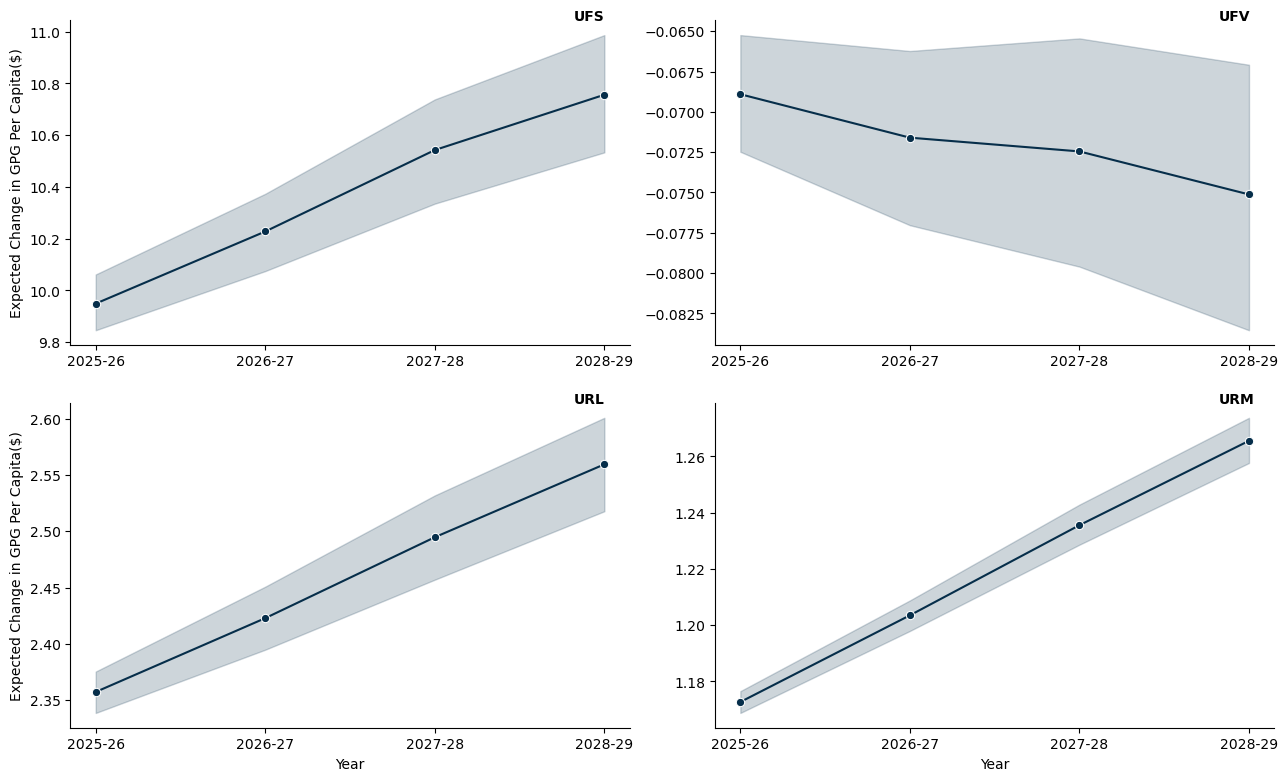 UFS
Expected Change in GPG Per Capita($)
11.0
10.8
10.6
10.4
10.2
10.0
9.8
2025-26 2026-27 2027-28 2028-29
UFV
−0.0650
−0.0675
−0.0700
−0.0725
−0.0750
−0.0775
−0.0800
−0.0825
2025-26 2026-27 2027-28 2028-29
URL
Expected Change in GPG Per Capita($)
2.60
2.55
2.50
2.45
2.40
2.35
2025-26 2026-27 2027-28 2028-29
Year
URM
1.26
1.24
1.22
1.20
1.18
2025-26 2026-27 2027-28 2028-29
Year